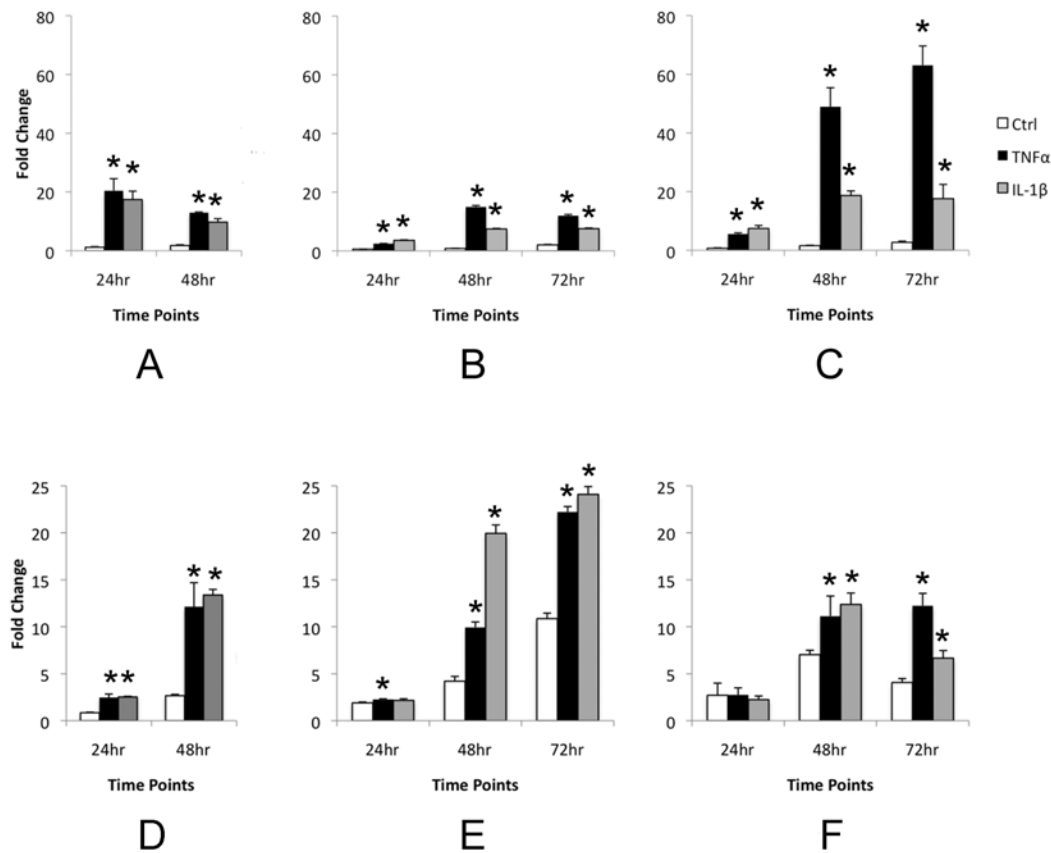 80
60
40
20
0
Fold Change
* * * *
24hr 48hr
Time Points
A
80
60
40
20
0
* * * * * *
24hr 48hr 72hr
Time Points
B
80
60
40
20
0
* * * * * *
24hr 48hr 72hr
Time Points
C
Ctrl
TNFα
IL-1β
25
20
15
10
5
0
Fold Change
* * * *
24hr 48hr
Time Points
D
25
20
15
10
5
0
* * * * *
24hr 48hr 72hr
Time Points
E
25
20
15
10
5
0
* * * *
24hr 48hr 72hr
Time Points
F